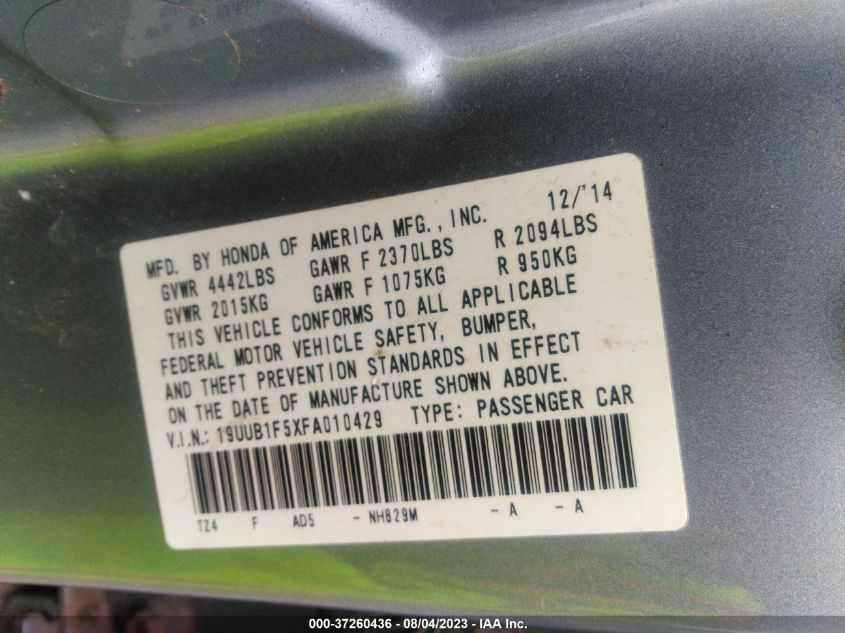 12/'14
MFD. BY HONDA OF AMERICA MFG., INC.
GVWR 4442LBS GAWR F 2370LBS R 2094LBS
GVWR 2015KG GAWR F 1075KG R 950KG
THIS VEHICLE CONFORMS TO ALL APPLICABLE
FEDERAL MOTOR VEHICLE SAFETY, BUMPER,
AND THEFT PREVENTION STANDARDS IN EFFECT
ON THE DATE OF MANUFACTURE SHOWN ABOVE.
V.I.N.: 19UUB1F5XFA010429 TYPE: PASSENGER CAR
TZ4 F AD5 - NH829M - A - A
000-37260436 - 08/04/2023 - IAA Inc.